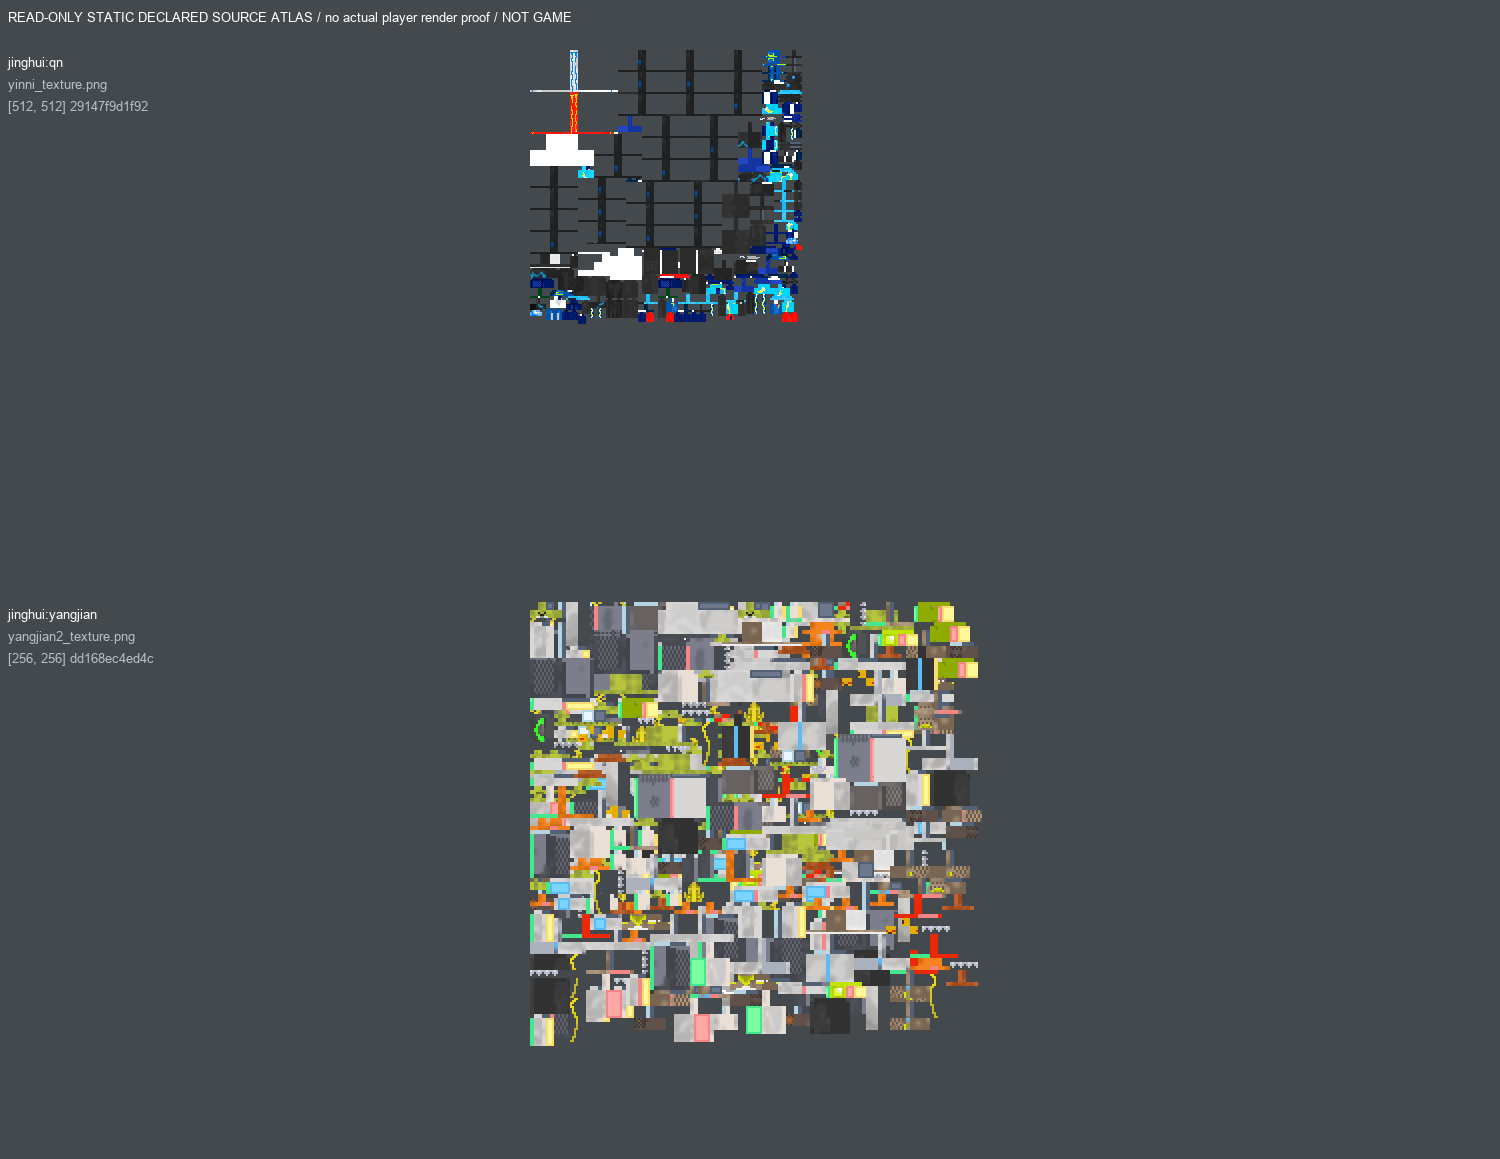 READ-ONLY STATIC DECLARED SOURCE ATLAS / no actual player render proof / NOT GAME
jinghui:qn
yinni_texture.png
[512, 512] 29147f9d1f92
jinghui:yangjian
yangjian2_texture.png
[256, 256] dd168ec4ed4c